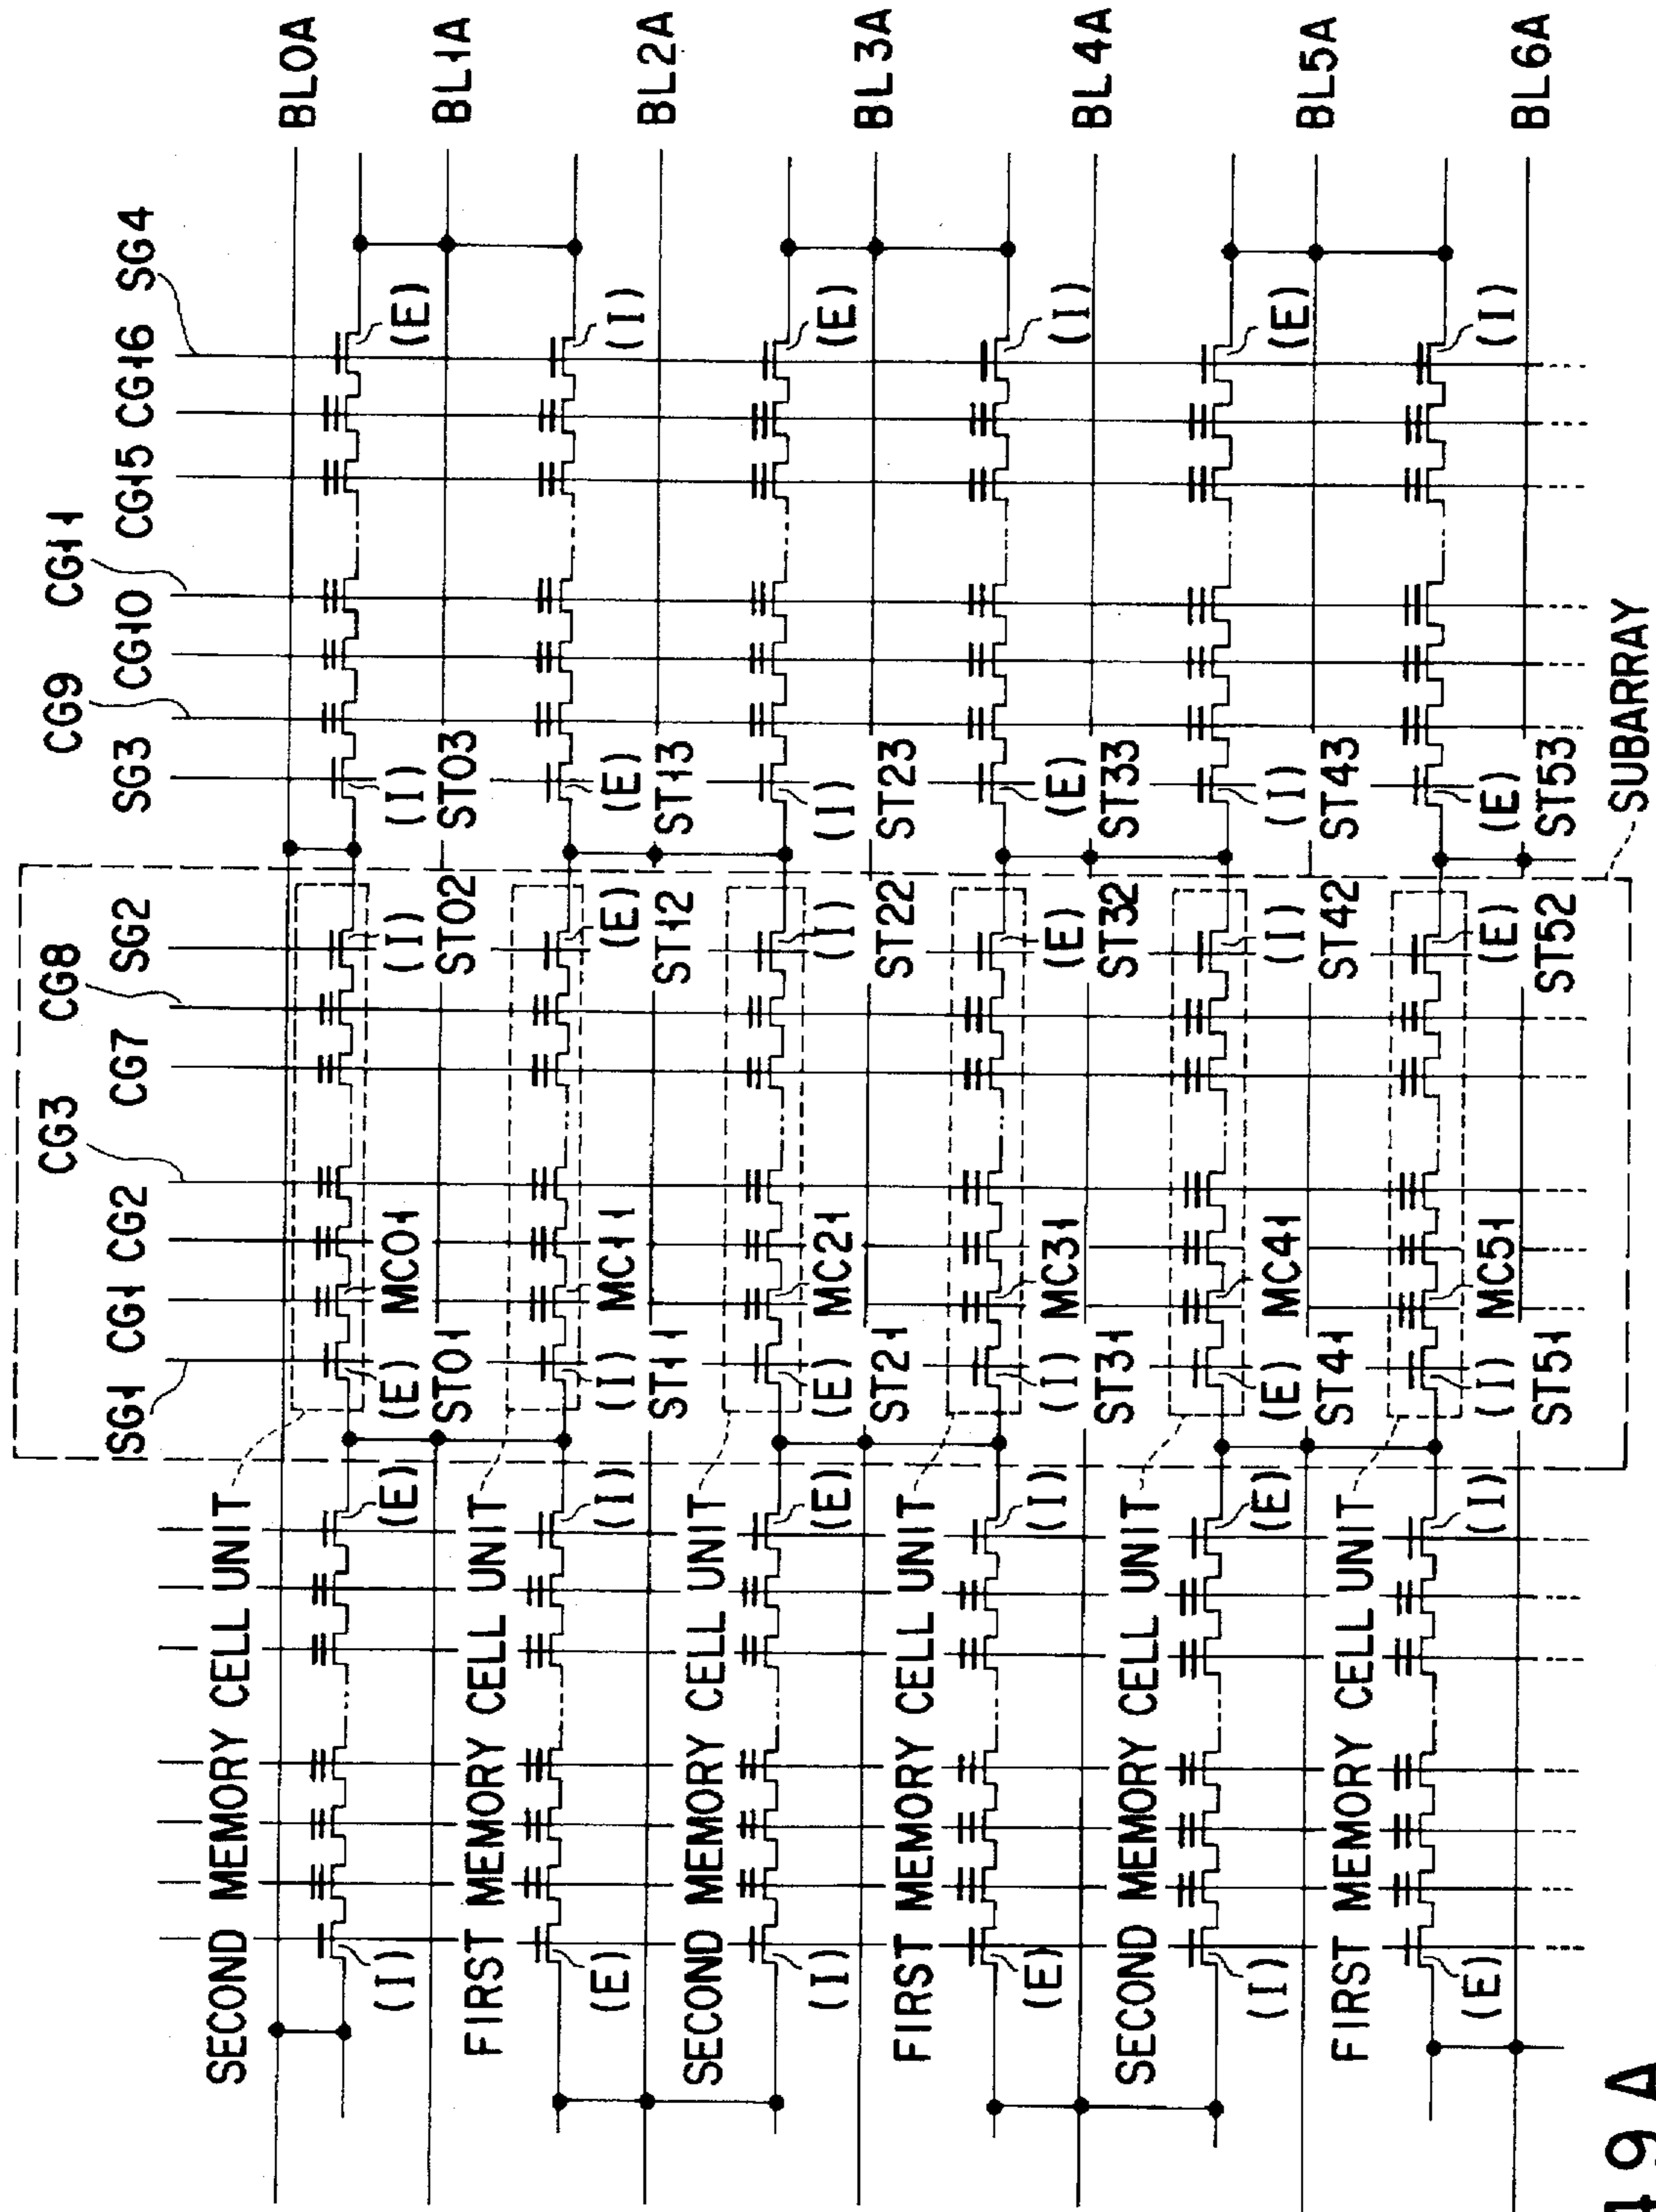 SG1 CG1 CG2 CG3 CG7 CG8 SG2 SG3 CG9 CG10 CG11 CG15 CG16 SG4
BL0A
SECOND MEMORY CELL UNIT
(I) (E) (E) MC01 (I) (I) (E)
ST01 ST02 ST03 BL1A
FIRST MEMORY CELL UNIT
(E) (I) (I) MC11 (E) (E) (I)
ST11 ST12 ST13 BL2A
SECOND MEMORY CELL UNIT
(I) (E) (E) MC21 (I) (I) (E)
ST21 ST22 ST23 BL3A
FIRST MEMORY CELL UNIT
(E) (I) (I) MC31 (E) (E) (I)
ST31 ST32 ST33 BL4A
SECOND MEMORY CELL UNIT
(I) (E) (E) MC41 (I) (I) (E)
ST41 ST42 ST43 BL5A
FIRST MEMORY CELL UNIT
(E) (I) (I) MC51 (E) (E) (I)
ST51 ST52 ST53 BL6A
SUBARRAY